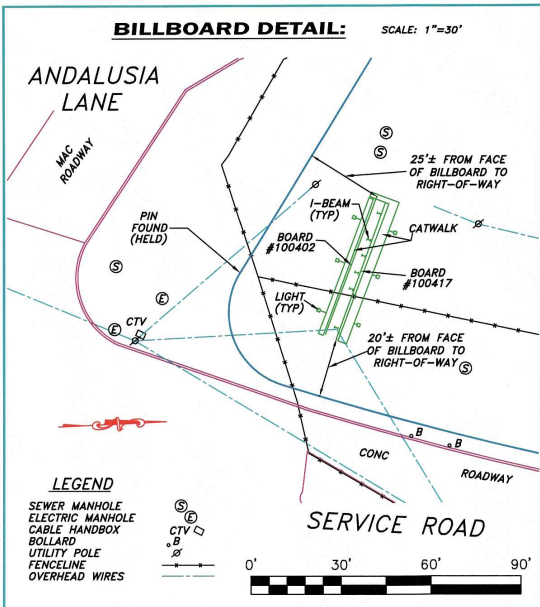 BILLBOARD DETAIL:
SCALE: 1"=30'
ANDALUSIA
LANE
MAC
ROADWAY
S
S
25'± FROM FACE
OF BILLBOARD TO
RIGHT-OF-WAY
I-BEAM
(TYP)
CATWALK
PIN
FOUND
(HELD)
BOARD
#100402
BOARD
#100417
S
E
LIGHT
(TYP)
CTV
E
20'± FROM FACE
OF BILLBOARD TO
RIGHT-OF-WAY
S
B
B
CONC
ROADWAY
SERVICE ROAD
LEGEND
SEWER MANHOLE S
ELECTRIC MANHOLE E
CABLE HANDBOX CTV
BOLLARD B
UTILITY POLE
FENCELINE
OVERHEAD WIRES
0' 30' 60' 90'